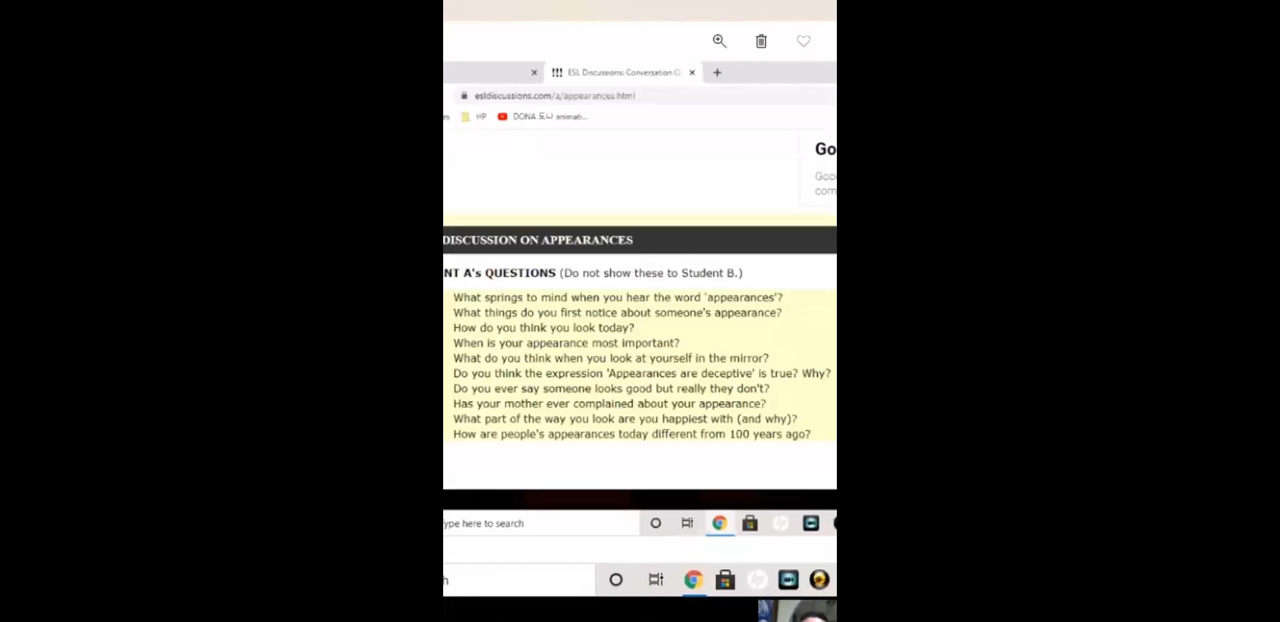 ESL Discussions: Conversation
esldiscussions.com/a/appearances.html
HP
DONA 도나 animati...
Go
Goo
com
DISCUSSION ON APPEARANCES
NT A's QUESTIONS (Do not show these to Student B.)
What springs to mind when you hear the word 'appearances'?
What things do you first notice about someone's appearance?
How do you think you look today?
When is your appearance most important?
What do you think when you look at yourself in the mirror?
Do you think the expression 'Appearances are deceptive' is true? Why?
Do you ever say someone looks good but really they don't?
Has your mother ever complained about your appearance?
What part of the way you look are you happiest with (and why)?
How are people's appearances today different from 100 years ago?
ype here to search
h